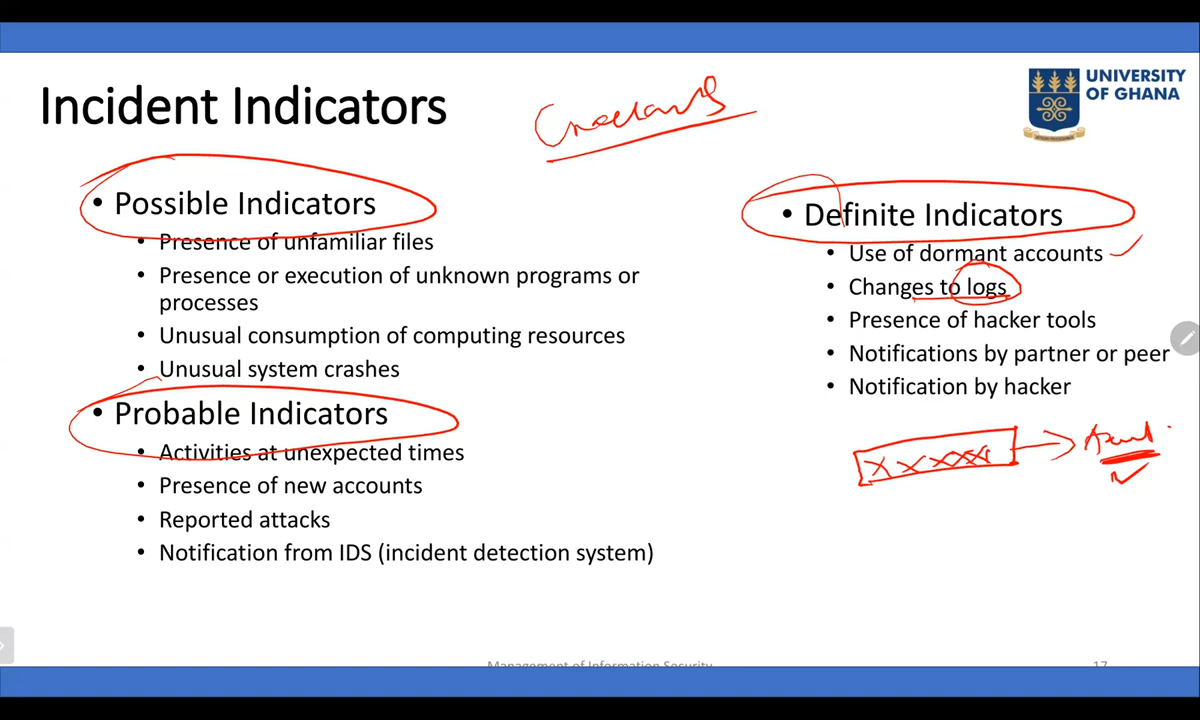 Incident Indicators
UNIVERSITY
OF GHANA
• Possible Indicators
• Presence of unfamiliar files
• Presence or execution of unknown programs or
processes
• Unusual consumption of computing resources
• Unusual system crashes
• Probable Indicators
• Activities at unexpected times
• Presence of new accounts
• Reported attacks
• Notification from IDS (incident detection system)
• Definite Indicators
• Use of dormant accounts
• Changes to logs
• Presence of hacker tools
• Notifications by partner or peer
• Notification by hacker
XXXXXX
Management of Information Security
17